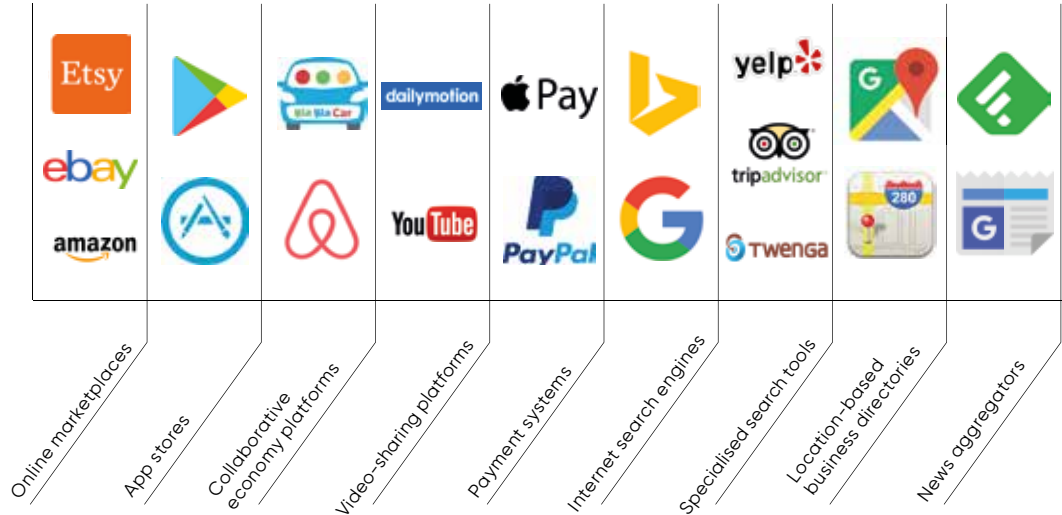 Etsy
ebay
amazon
Bla Bla Car
dailymotion
YouTube
Pay
PayPal
G
yelp
tripadvisor
TWENGA
G
280
G
Online marketplaces
App stores
Collaborative
economy platforms
Video-sharing platforms
Payment systems
Internet search engines
Specialised search tools
Location-based
business directories
News aggregators